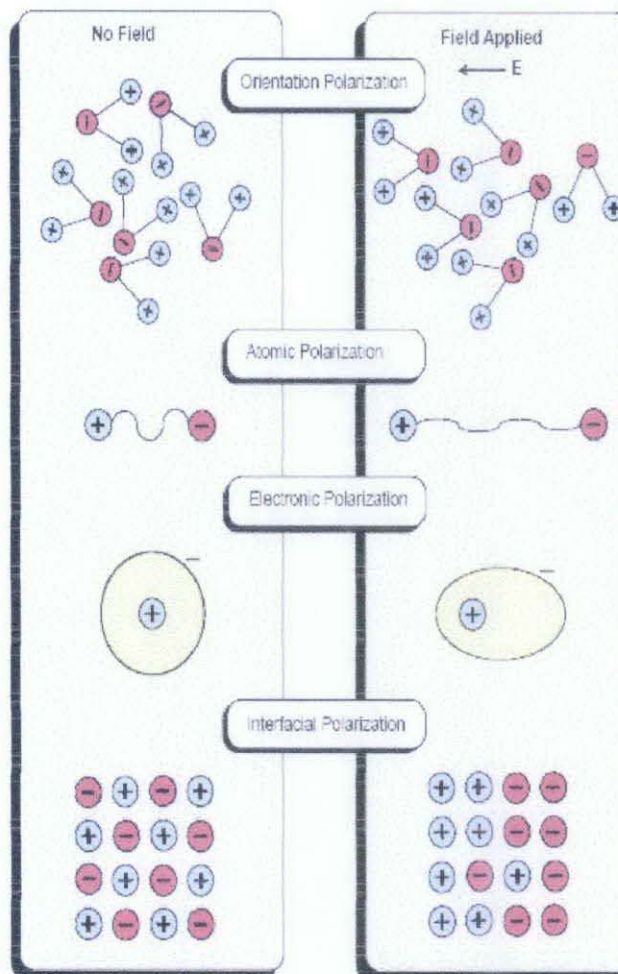 No Field
Field Applied
E
Orientation Polarization
Atomic Polarization
Electronic Polarization
Interfacial Polarization